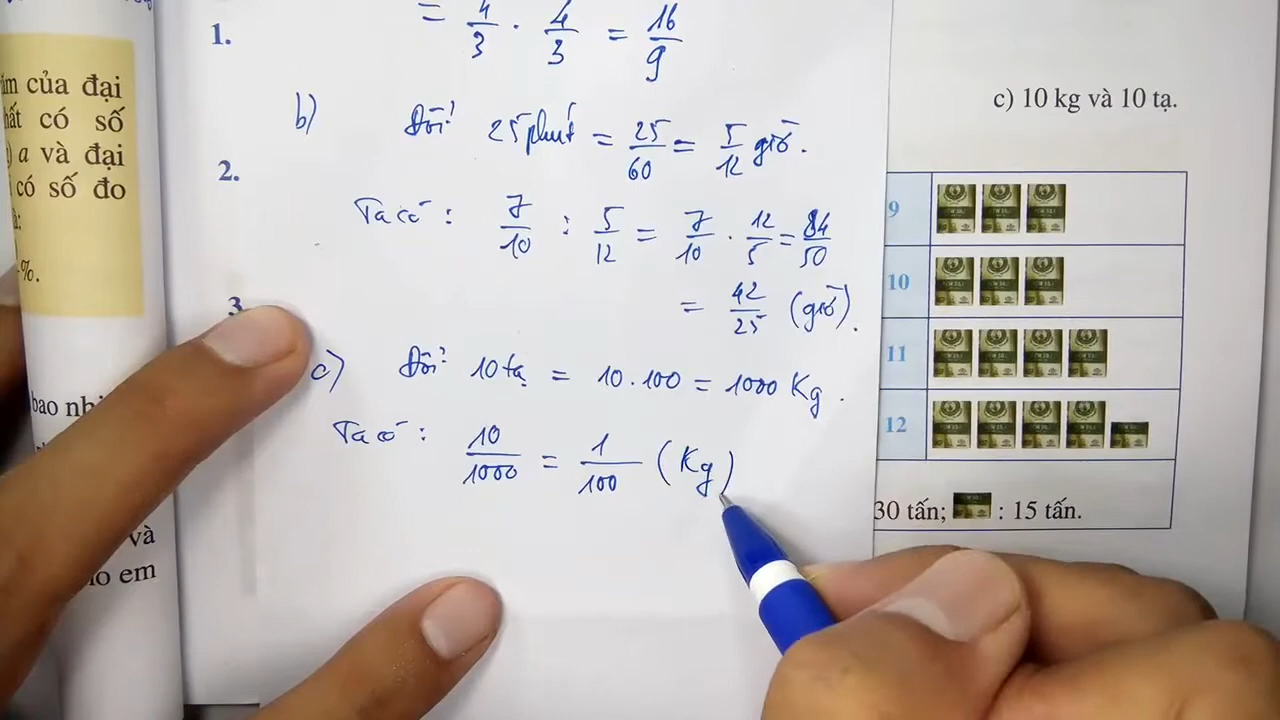 = 4/3 . 4/3 = 16/9
1.
ăm của đại
hất có số
a và đại
có số đo
à:
%.
c) 10 kg và 10 tạ.
b) Đổi 25 phút = 25/60 = 5/12 giờ.
2.
Ta có : 7/10 : 5/12 = 7/10 . 12/5 = 84/50
= 42/25 (giờ).
3.
c) Đổi 10 tạ = 10.100 = 1000 Kg.
Ta có : 10/1000 = 1/100 (Kg)
9
10
11
12
30 tấn; : 15 tấn.
bao nh
và
ho em